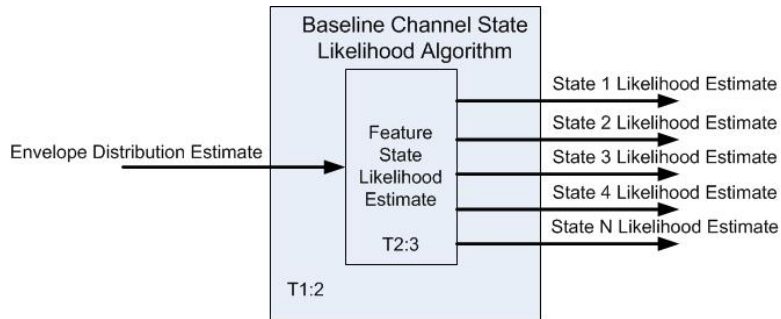 Baseline Channel State
Likelihood Algorithm
State 1 Likelihood Estimate
State 2 Likelihood Estimate
Feature
State
Likelihood
Estimate
Envelope Distribution Estimate
State 3 Likelihood Estimate
State 4 Likelihood Estimate
State N Likelihood Estimate
T2:3
T1:2